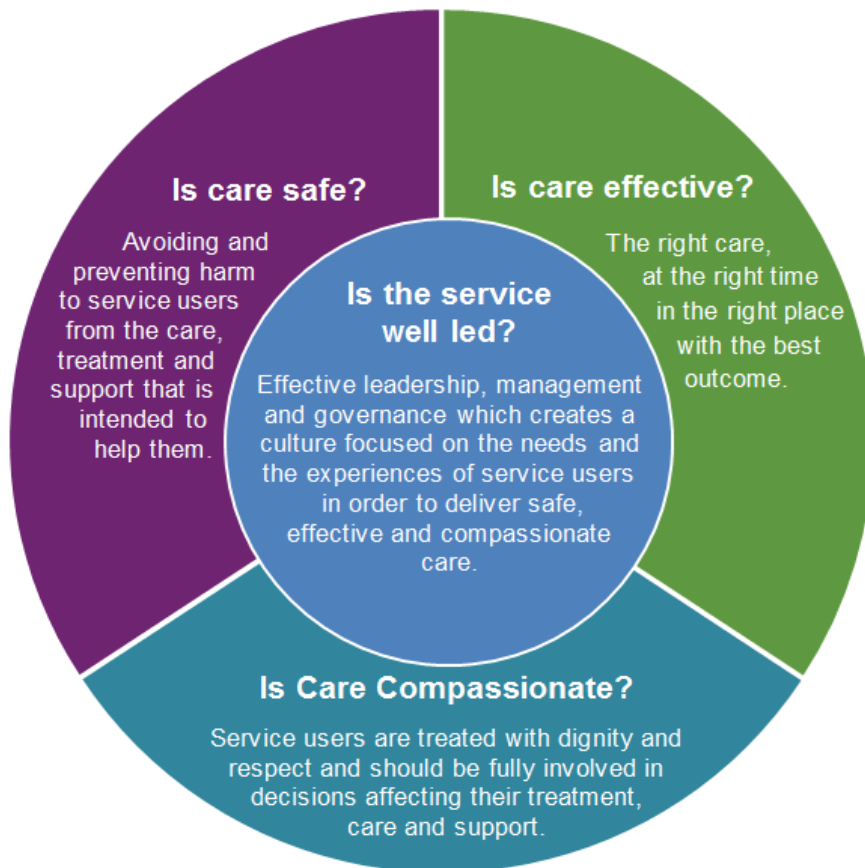 Is care safe?
Avoiding and
preventing harm
to service users
from the care,
treatment and
support that is
intended to
help them.
Is care effective?
The right care,
at the right time
in the right place
with the best
outcome.
Is the service
well led?
Effective leadership, management
and governance which creates a
culture focused on the needs and
the experiences of service users
in order to deliver safe,
effective and compassionate
care.
Is Care Compassionate?
Service users are treated with dignity and
respect and should be fully involved in
decisions affecting their treatment,
care and support.